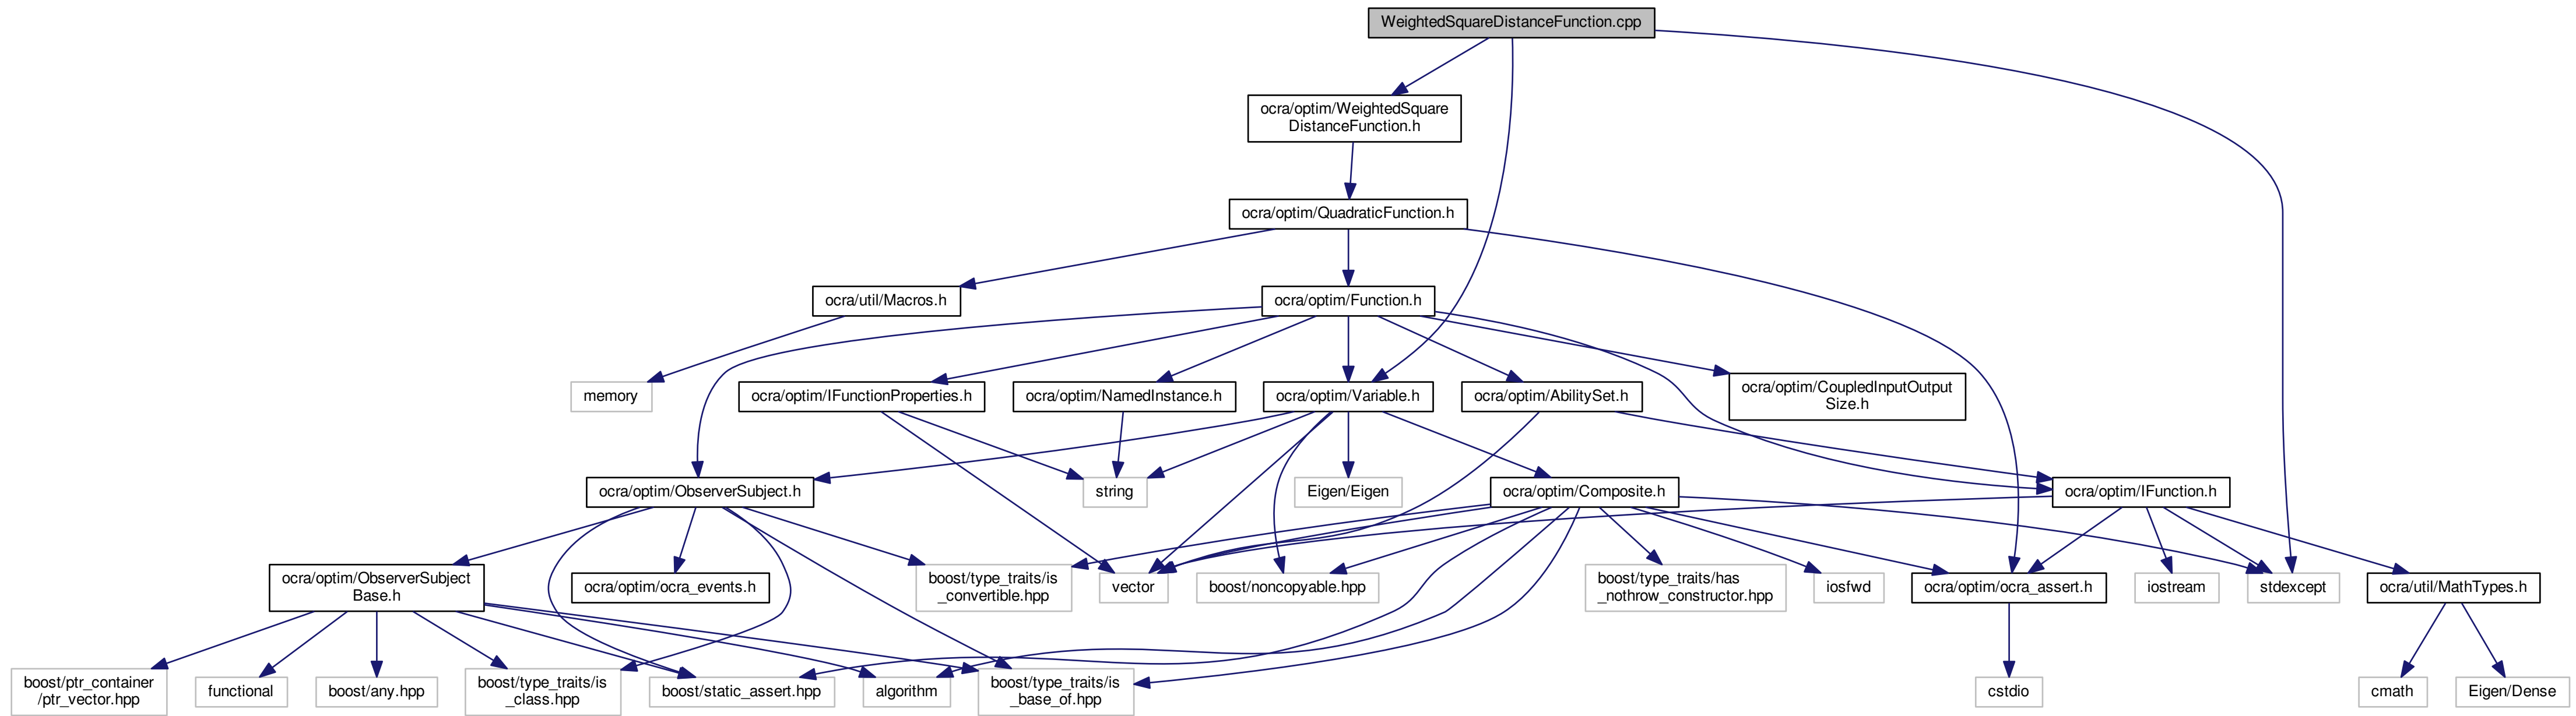 WeightedSquareDistanceFunction.cpp
ocra/optim/WeightedSquare
DistanceFunction.h
ocra/optim/QuadraticFunction.h
ocra/util/Macros.h
ocra/optim/Function.h
memory
ocra/optim/IFunctionProperties.h
ocra/optim/NamedInstance.h
ocra/optim/Variable.h
ocra/optim/AbilitySet.h
ocra/optim/CoupledInputOutput
Size.h
ocra/optim/ObserverSubject.h
string
Eigen/Eigen
ocra/optim/Composite.h
ocra/optim/IFunction.h
ocra/optim/ObserverSubject
Base.h
ocra/optim/ocra_events.h
boost/type_traits/is
_convertible.hpp
vector
boost/noncopyable.hpp
boost/type_traits/has
_nothrow_constructor.hpp
iosfwd
ocra/optim/ocra_assert.h
iostream
stdexcept
ocra/util/MathTypes.h
boost/ptr_container
/ptr_vector.hpp
functional
boost/any.hpp
boost/type_traits/is
_class.hpp
boost/static_assert.hpp
algorithm
boost/type_traits/is
_base_of.hpp
cstdio
cmath
Eigen/Dense